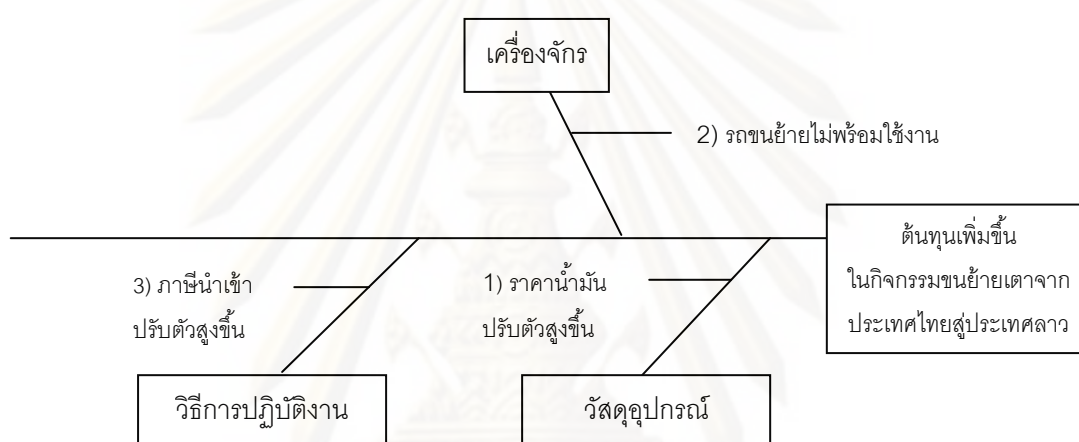 เครื่องจักร
2) รถขนย้ายไม่พร้อมใช้งาน
3) ภาษีนำเข้า
ปรับตัวสูงขึ้น
1) ราคาน้ำมัน
ปรับตัวสูงขึ้น
ต้นทุนเพิ่มขึ้น
ในกิจกรรมขนย้ายเตาจาก
ประเทศไทยสู่ประเทศลาว
วิธีการปฏิบัติงาน
วัสดุอุปกรณ์